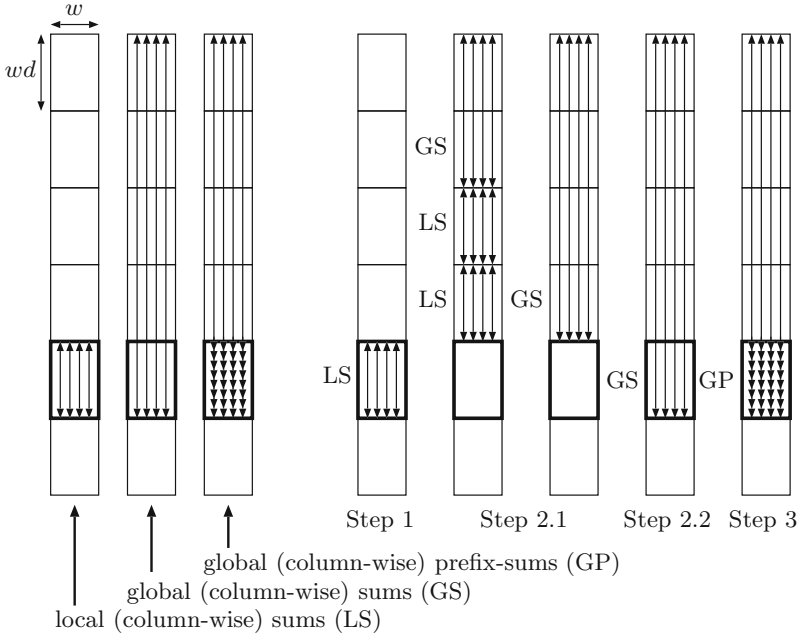 w
wd
GS
LS
LS GS
LS GS GP
Step 1 Step 2.1 Step 2.2 Step 3
global (column-wise) prefix-sums (GP)
global (column-wise) sums (GS)
local (column-wise) sums (LS)